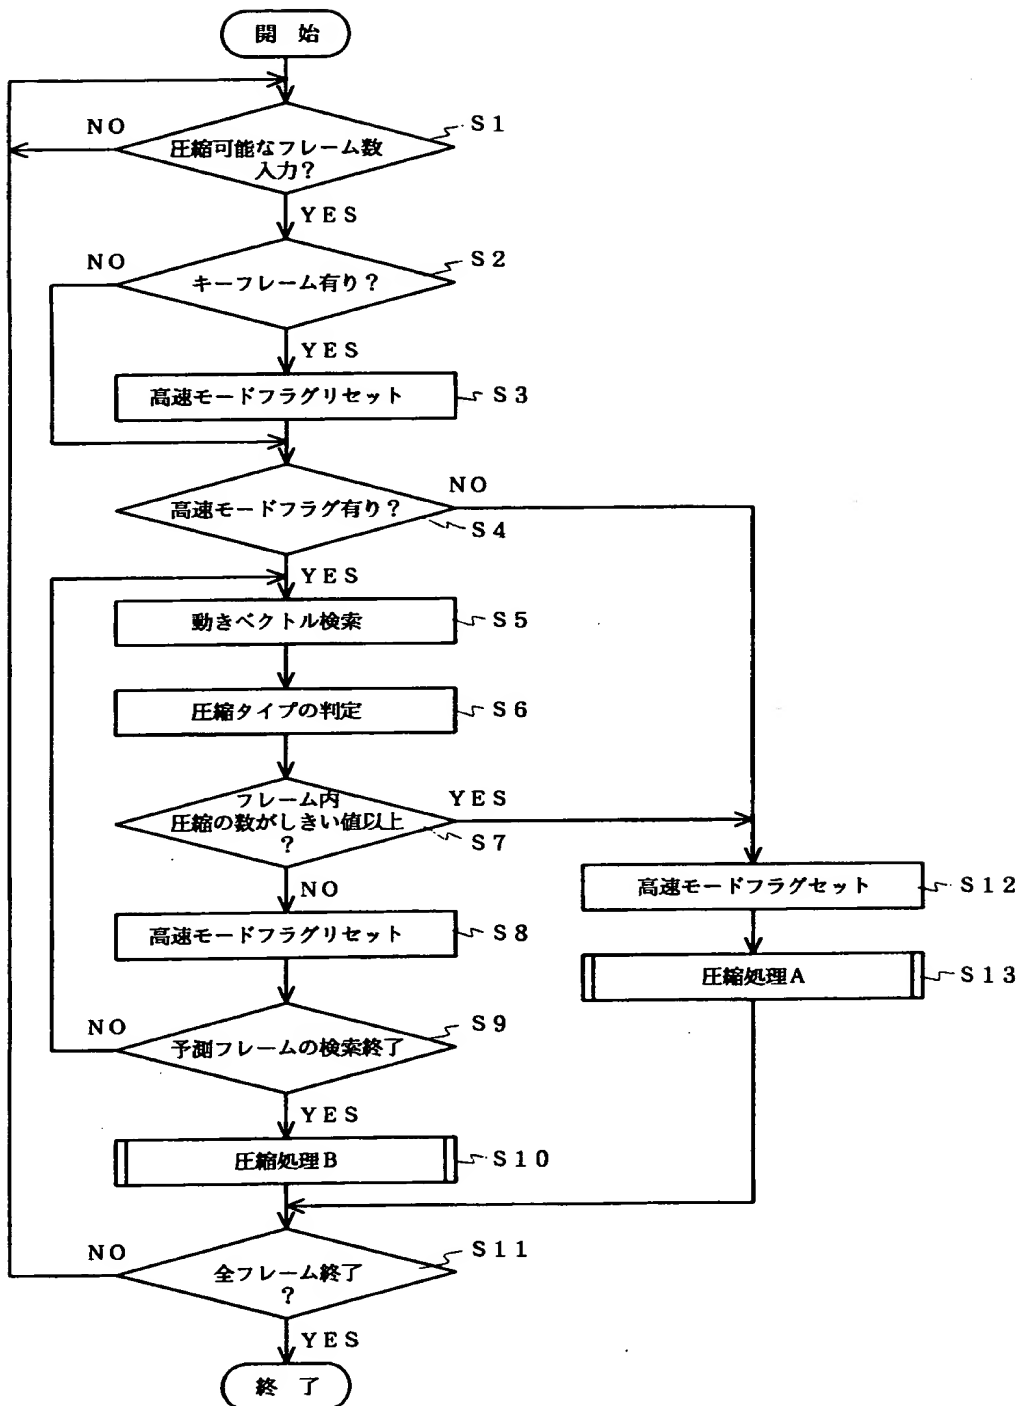 開 始
NO
S1
圧縮可能なフレーム数
入力？
YES
NO
S2
キーフレーム有り？
YES
高速モードフラグリセット
S3
高速モードフラグ有り？
NO
S4
YES
動きベクトル検索
S5
圧縮タイプの判定
S6
フレーム内
圧縮の数がしきい値以上
？
YES
S7
NO
高速モードフラグセット
S12
高速モードフラグリセット
S8
圧縮処理A
S13
NO
S9
予測フレームの検索終了
YES
圧縮処理B
S10
NO
S11
全フレーム終了
？
YES
終 了